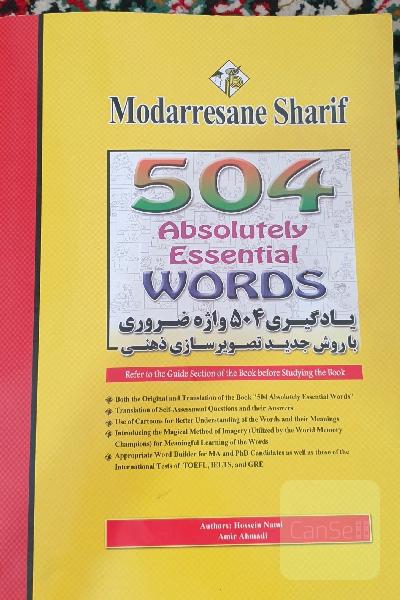 Modarresane Sharif
504
Absolutely
Essential
WORDS
یادگیری ۵۰۴ واژه ضروری
با روش جدید تصویرسازی ذهنی
Refer to the Guide Section of the Book before Studying the Book
Both the Original and Translation of the Book "504 Absolutely Essential Words"
Translation of Self-Assessment Questions and their Answers
Use of Cartoons for Better Understanding of the Words and their Meanings
Introducing the Magical Method of Imagery (Utilized by the World Memory
Champions) for Meaningful Learning of the Words
Appropriate Word Builder for MA and PhD Candidates as well as those of the
International Tests of TOEFL, IELTS, and GRE
Authors: Hossein Nami
Amir Ahmadi
CanSell